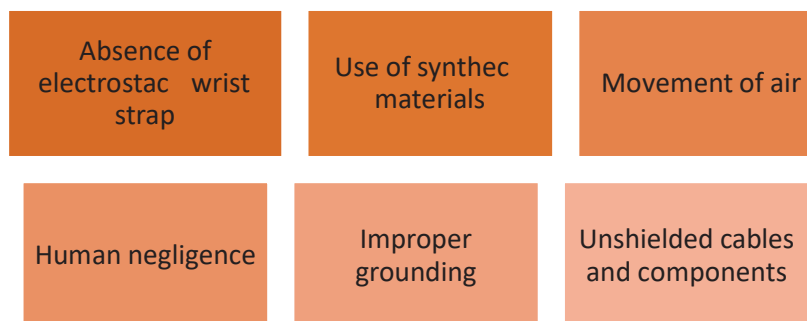 Absence of
electrostac wrist
strap
Use of synthec
materials
Movement of air
Human negligence
Improper
grounding
Unshielded cables
and components